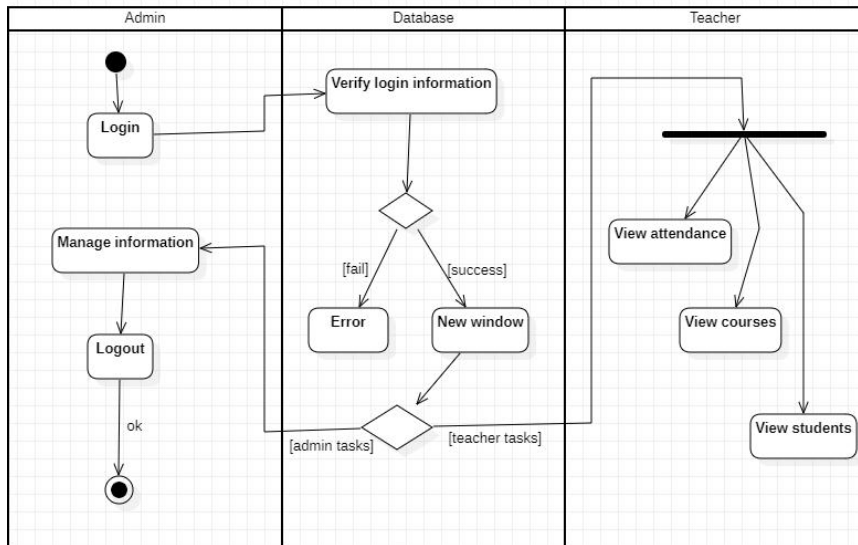 Admin
Database
Teacher
Verify login information
Login
Manage information
View attendance
[fail]
[success]
Error
New window
View courses
Logout
ok
[admin tasks]
[teacher tasks]
View students